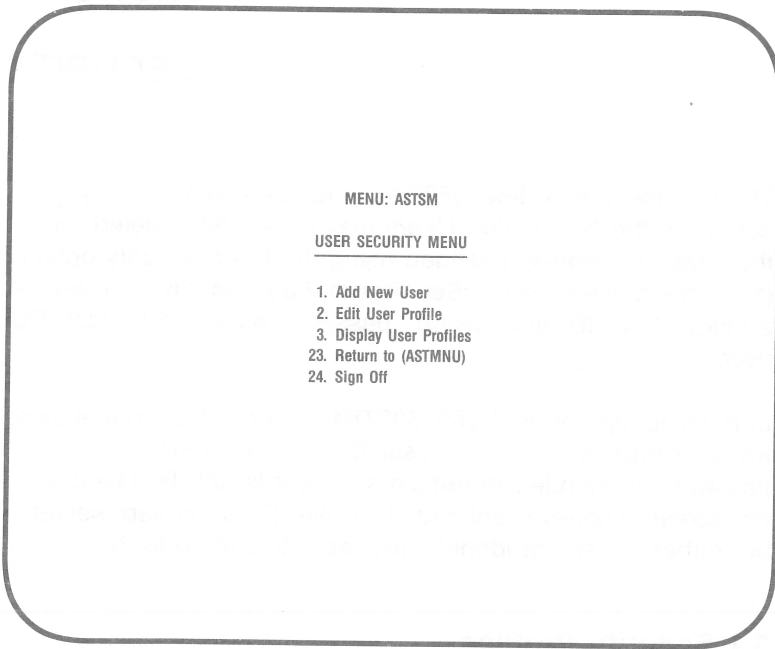 MENU: ASTSM
USER SECURITY MENU
1. Add New User
2. Edit User Profile
3. Display User Profiles
23. Return to (ASTMNU)
24. Sign Off